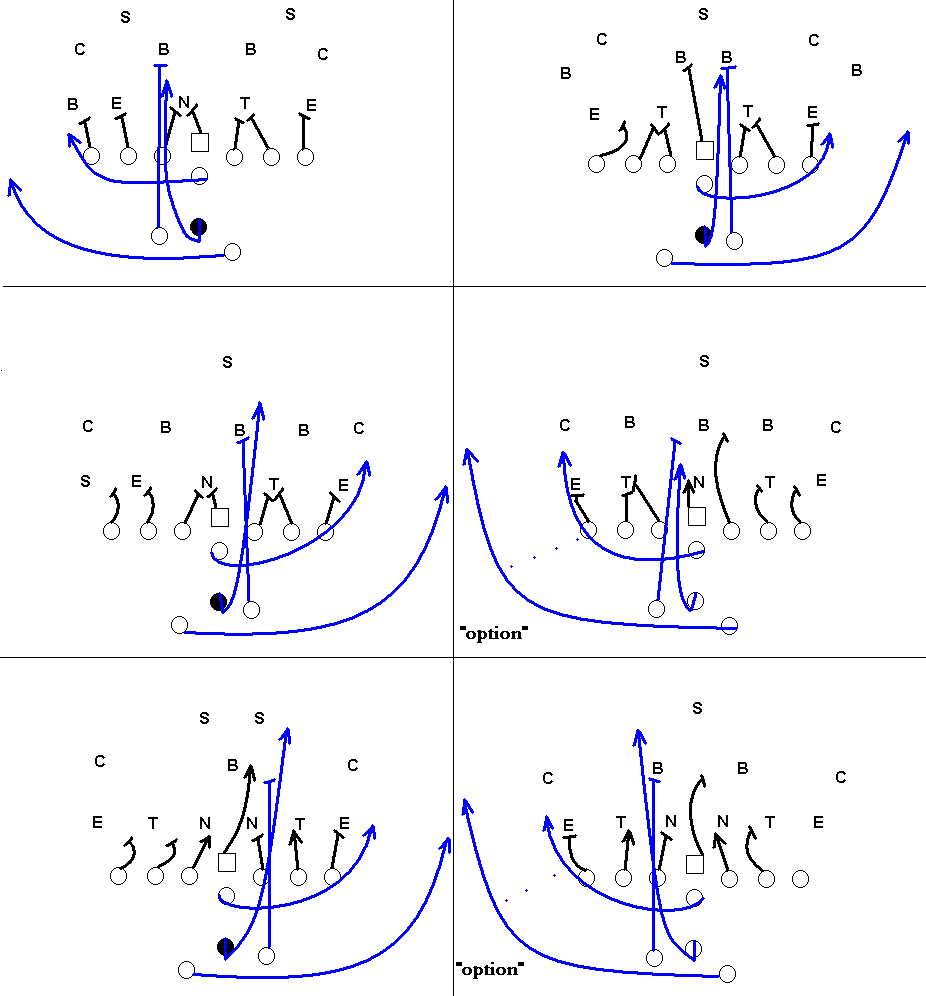 S S
C B B C
B E N T E
S
C C
B B B B
E T T E
S
C B B B C
S E N T E
S
C B B B C
E T N T E
"option"
S S
C B C
E T N N T E
S
C B B C
E T N N T E
"option"